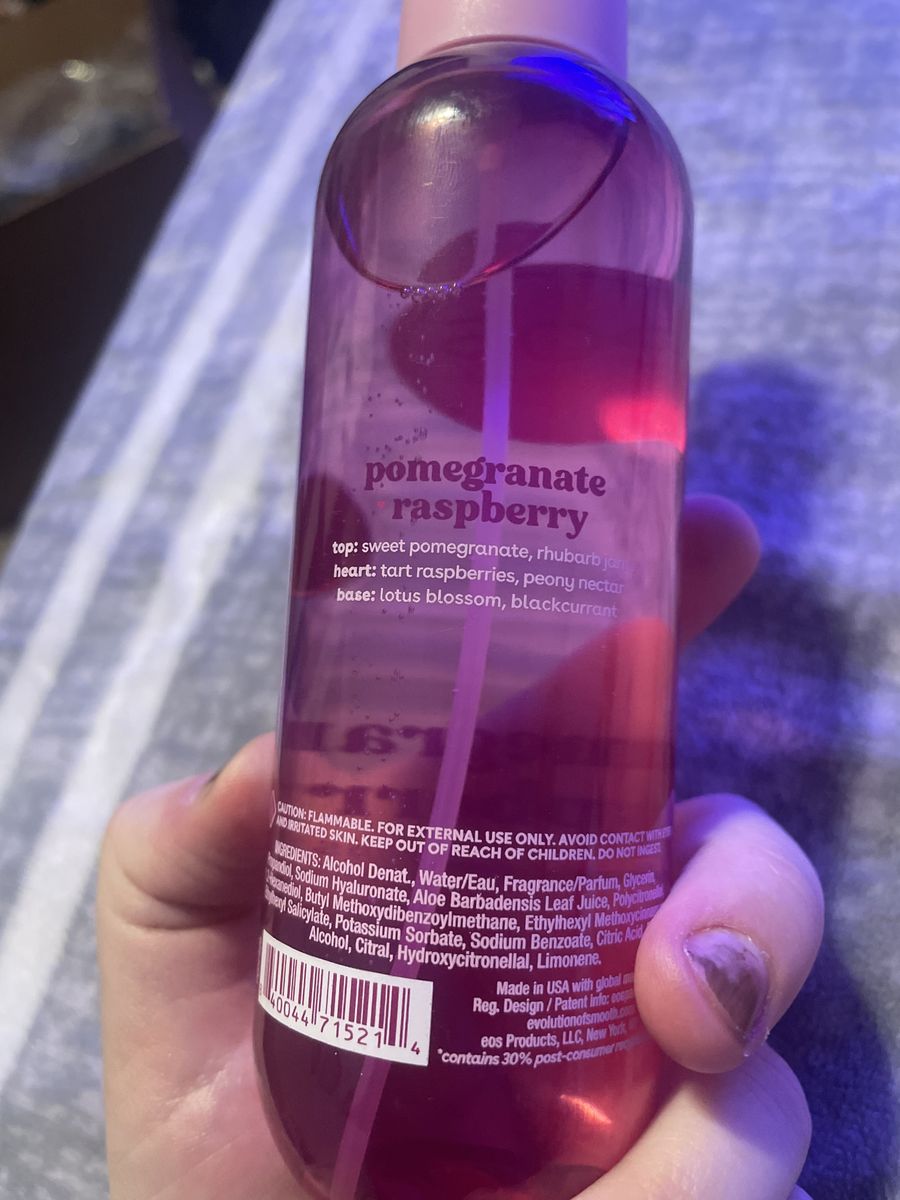 pomegranate
raspberry
top: sweet pomegranate, rhubarb jam
heart: tart raspberries, peony nectar
base: lotus blossom, blackcurrant
CAUTION: FLAMMABLE. FOR EXTERNAL USE ONLY. AVOID CONTACT WITH EYES
AND IRRITATED SKIN. KEEP OUT OF REACH OF CHILDREN. DO NOT INGEST.
INGREDIENTS: Alcohol Denat., Water/Eau, Fragrance/Parfum, Glycerin,
Sodium Hyaluronate, Aloe Barbadensis Leaf Juice,
Butyl Methoxydibenzoylmethane, Ethylhexyl
Salicylate, Potassium Sorbate, Sodium Benzoate, Citric Acid,
Alcohol, Citral, Hydroxycitronellal, Limonene.
40044 71521 4
Made in USA with global
Reg. Design / Patent info:
evolutionofsmooth.
eos Products, LLC, New York,
*contains 30% post-consumer